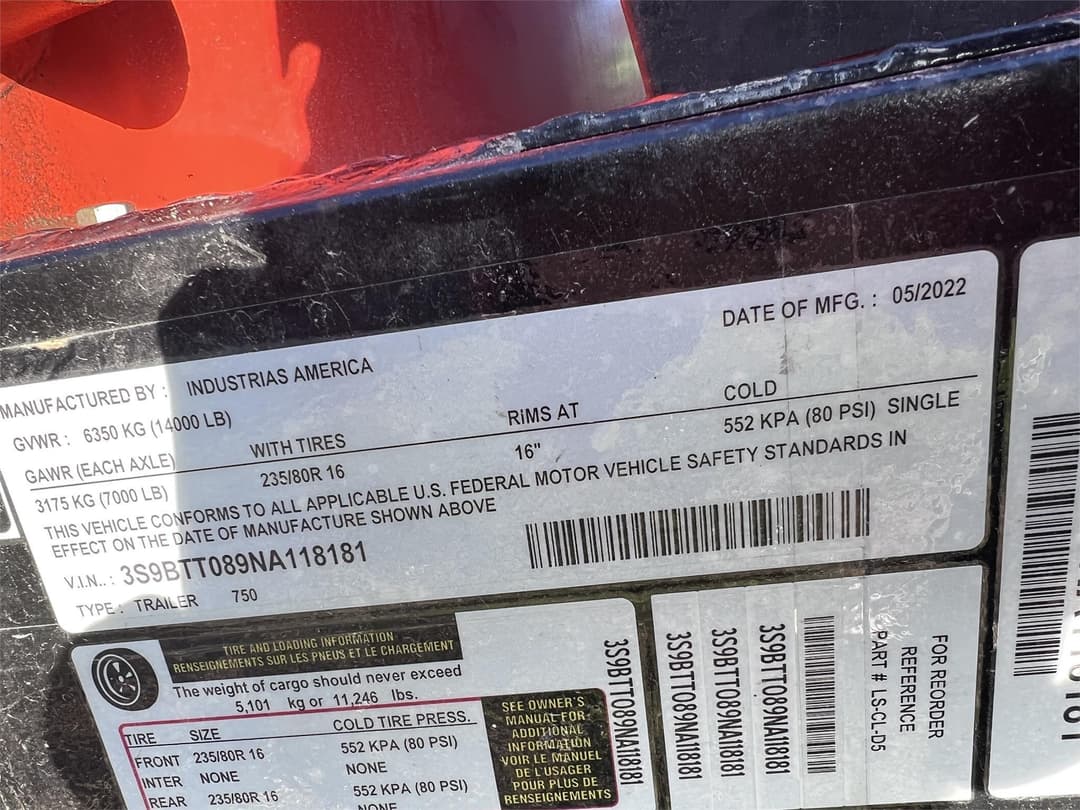 MANUFACTURED BY : INDUSTRIAS AMERICA
DATE OF MFG. : 05/2022
GVWR : 6350 KG (14000 LB)
GAWR (EACH AXLE) WITH TIRES RiMS AT COLD
3175 KG (7000 LB) 235/80R 16 16" 552 KPA (80 PSI) SINGLE
THIS VEHICLE CONFORMS TO ALL APPLICABLE U.S. FEDERAL MOTOR VEHICLE SAFETY STANDARDS IN
EFFECT ON THE DATE OF MANUFACTURE SHOWN ABOVE
V.I.N.. : 3S9BTT089NA118181
TYPE : TRAILER 750
TIRE AND LOADING INFORMATION
RENSEIGNEMENTS SUR LES PNEUS ET LE CHARGEMENT
The weight of cargo should never exceed
5,101 kg or 11,246 lbs.
TIRE SIZE COLD TIRE PRESS.
FRONT 235/80R 16 552 KPA (80 PSI)
INTER NONE NONE
REAR 235/80R 16 552 KPA (80 PSI)
NONE
SEE OWNER'S
MANUAL FOR
ADDITIONAL
INFORMATION
VOIR LE MANUEL
DE L'USAGER
POUR PLUS DE
RENSEIGNEMENTS
3S9BTT089NA118181
3S9BTT089NA118181
3S9BTT089NA118181
3S9BTT089NA118181
FOR REORDER
REFERENCE
PART # LS-CL-D5